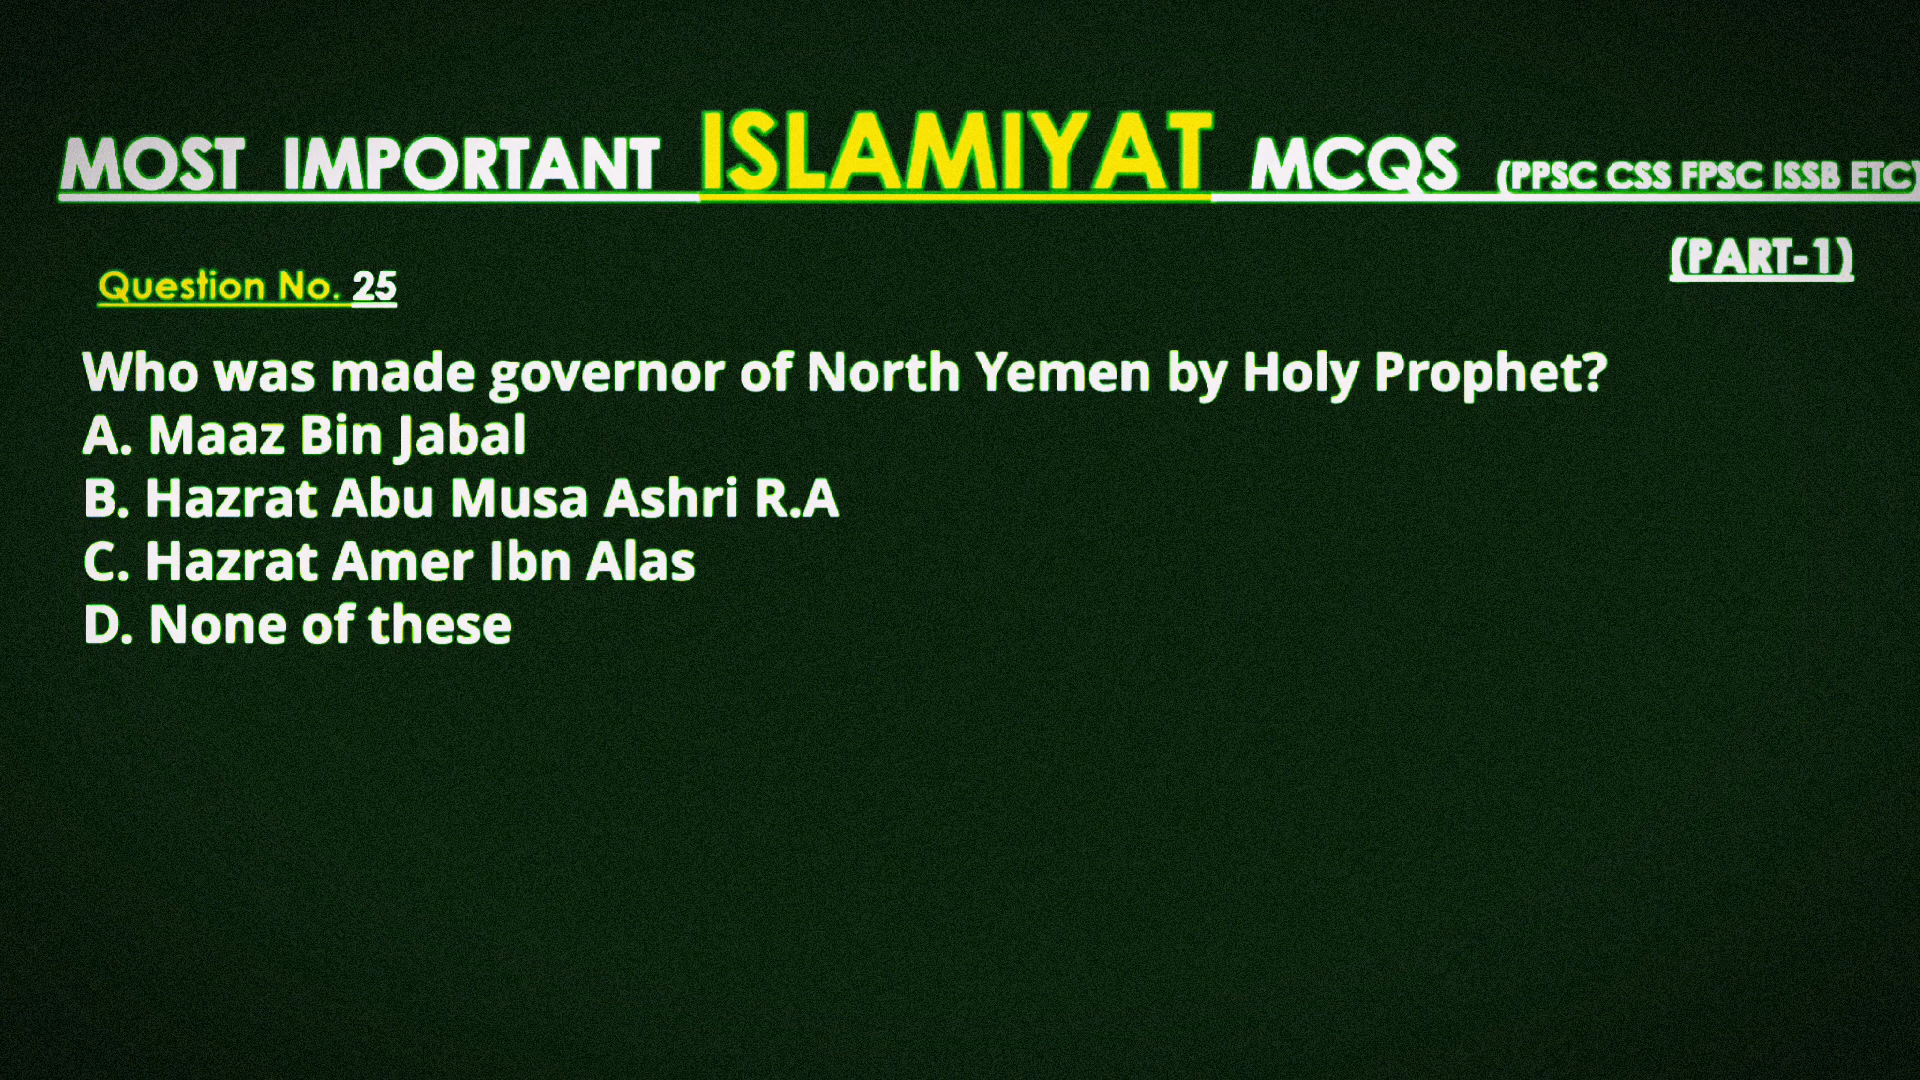 MOST IMPORTANT ISLAMIYAT MCQS (PPSC CSS FPSC ISSB ETC)
(PART-1)
Question No. 25
Who was made governor of North Yemen by Holy Prophet?
A. Maaz Bin Jabal
B. Hazrat Abu Musa Ashri R.A
C. Hazrat Amer Ibn Alas
D. None of these